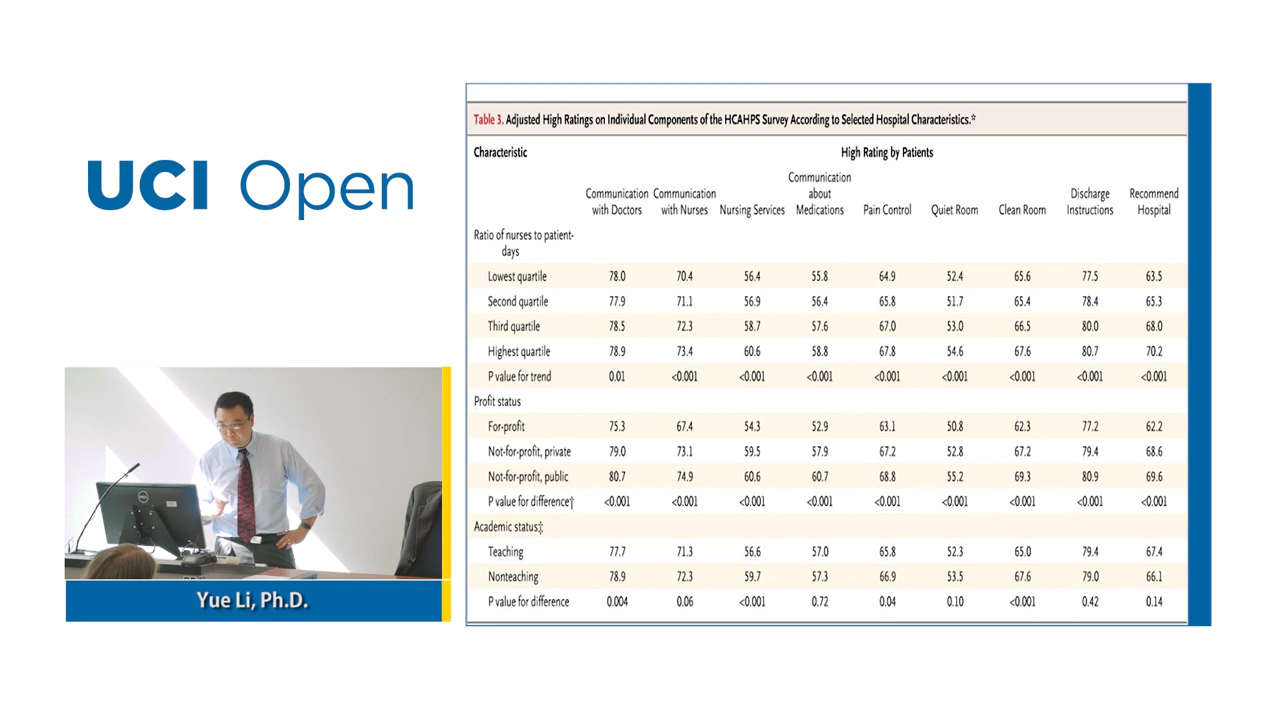 UCI Open
Table 3. Adjusted High Ratings on Individual Components of the HCAHPS Survey According to Selected Hospital Characteristics.*
Characteristic High Rating by Patients
Communication with Doctors Communication with Nurses Nursing Services Communication about Medications Pain Control Quiet Room Clean Room Discharge Instructions Recommend Hospital
Ratio of nurses to patient-
days
Lowest quartile 78.0 70.4 56.4 55.8 64.9 52.4 65.6 77.5 63.5
Second quartile 77.9 71.1 56.9 56.4 65.8 51.7 65.4 78.4 65.3
Third quartile 78.5 72.3 58.7 57.6 67.0 53.0 66.5 80.0 68.0
Highest quartile 78.9 73.4 60.6 58.8 67.8 54.6 67.6 80.7 70.2
P value for trend 0.01 <0.001 <0.001 <0.001 <0.001 <0.001 <0.001 <0.001 <0.001
Profit status
For-profit 75.3 67.4 54.3 52.9 63.1 50.8 62.3 77.2 62.2
Not-for-profit, private 79.0 73.1 59.5 57.9 67.2 52.8 67.2 79.4 68.6
Not-for-profit, public 80.7 74.9 60.6 60.7 68.8 55.2 69.3 80.9 69.6
P value for difference† <0.001 <0.001 <0.001 <0.001 <0.001 <0.001 <0.001 <0.001 <0.001
Academic status‡
Teaching 77.7 71.3 56.6 57.0 65.8 52.3 65.0 79.4 67.4
Nonteaching 78.9 72.3 59.7 57.3 66.9 53.5 67.6 79.0 66.1
P value for difference 0.004 0.06 <0.001 0.72 0.04 0.10 <0.001 0.42 0.14
DELL
Yue Li, Ph.D.